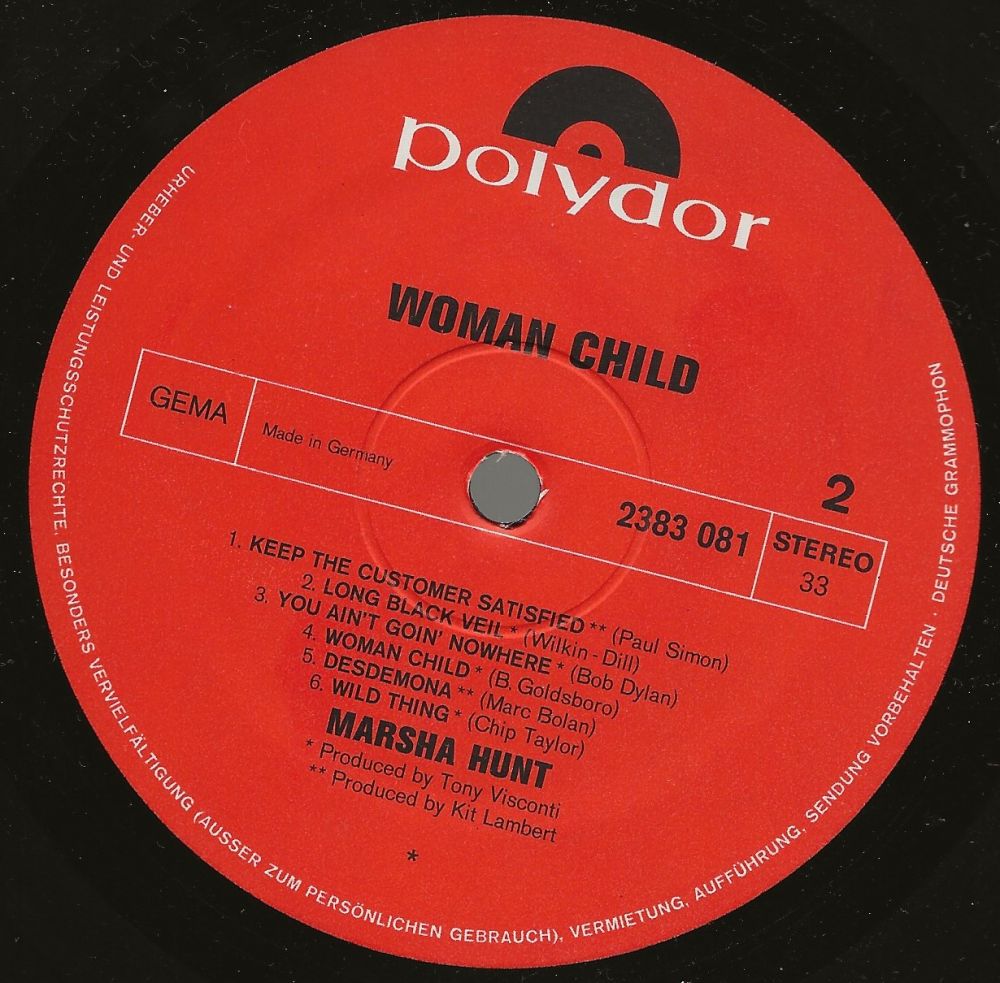 polydor
WOMAN CHILD
GEMA
Made in Germany
2383 081
2
STEREO
33
1. KEEP THE CUSTOMER SATISFIED ** (Paul Simon)
2. LONG BLACK VEIL * (Wilkin - Dill)
3. YOU AIN'T GOIN' NOWHERE * (Bob Dylan)
4. WOMAN CHILD * (B. Goldsboro)
5. DESDEMONA ** (Marc Bolan)
6. WILD THING * (Chip Taylor)
MARSHA HUNT
* Produced by Tony Visconti
** Produced by Kit Lambert
*
URHEBER- UND LEISTUNGSSCHUTZRECHTE, BESONDERS VERVIELFÄLTIGUNG (AUSSER ZUM PERSÖNLICHEN GEBRAUCH), VERMIETUNG, AUFFÜHRUNG, SENDUNG VORBEHALTEN · DEUTSCHE GRAMMOPHON